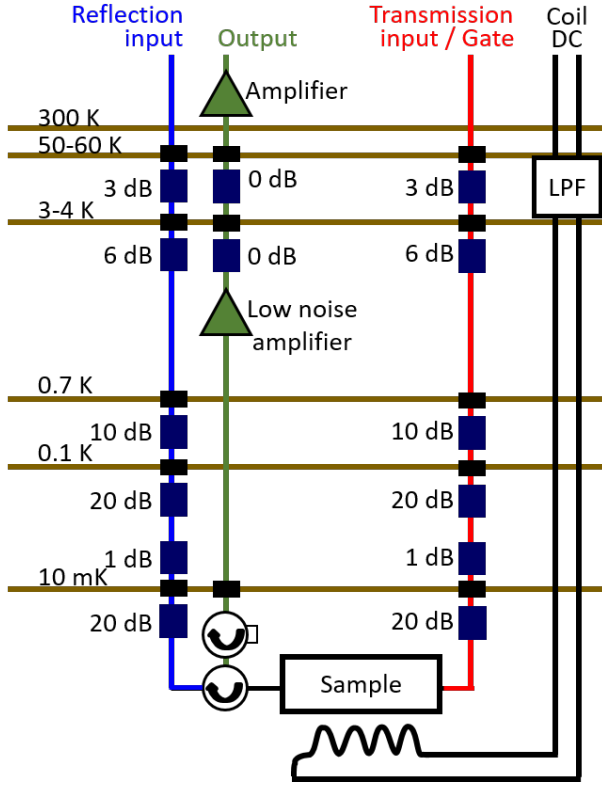 Reflection
input
Output
Transmission
input / Gate
Coil
DC
Amplifier
300 K
50-60 K
3 dB
0 dB
3 dB
LPF
3-4 K
6 dB
0 dB
6 dB
Low noise
amplifier
0.7 K
10 dB
10 dB
0.1 K
20 dB
20 dB
1 dB
1 dB
10 mK
20 dB
20 dB
Sample